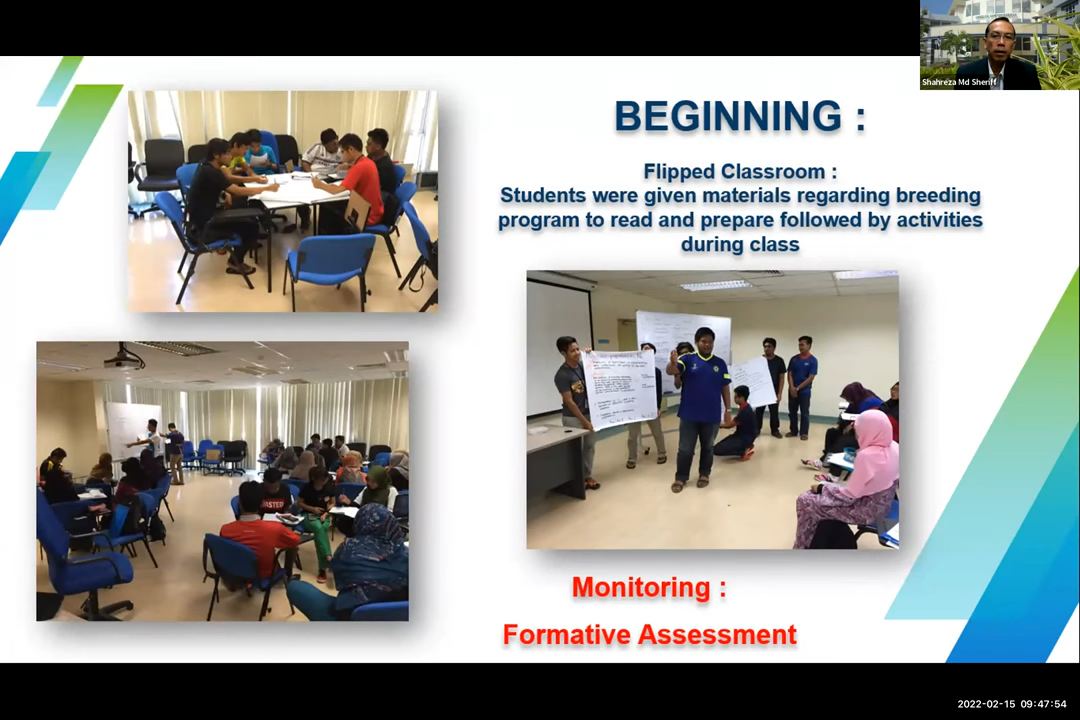 Shahreza Md Sheriff
BEGINNING :
Flipped Classroom :
Students were given materials regarding breeding
program to read and prepare followed by activities
during class
Monitoring :
Formative Assessment
2022-02-15 09:47:54